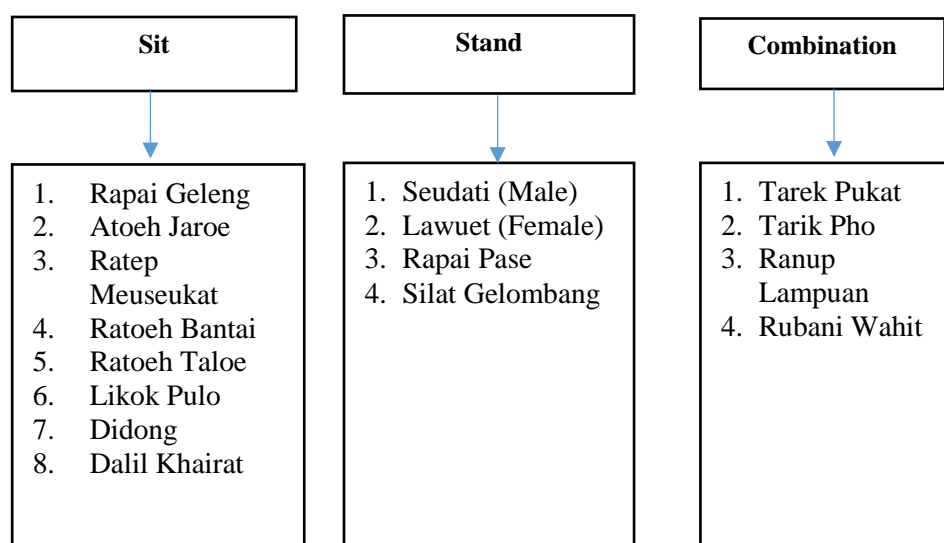 Sit
1. Rapai Geleng
2. Atoeh Jaroe
3. Ratep
Meuseukat
4. Ratoeh Bantai
5. Ratoeh Taloe
6. Likok Pulo
7. Didong
8. Dalil Khairat
Stand
1. Seudati (Male)
2. Lawuet (Female)
3. Rapai Pase
4. Silat Gelombang
Combination
1. Tarek Pukat
2. Tarik Pho
3. Ranup
Lampuan
4. Rubani Wahit